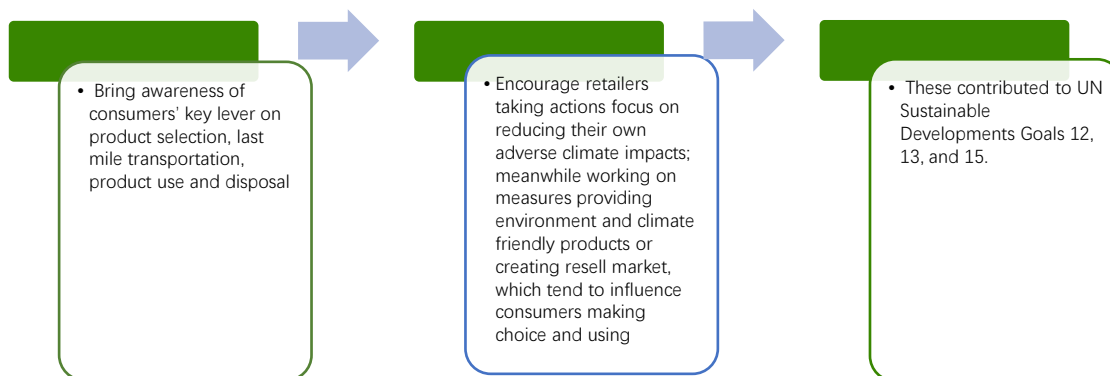 • Bring awareness of
consumers’ key lever on
product selection, last
mile transportation,
product use and disposal
• Encourage retailers
taking actions focus on
reducing their own
adverse climate impacts;
meanwhile working on
measures providing
environment and climate
friendly products or
creating resell market,
which tend to influence
consumers making
choice and using
• These contributed to UN
Sustainable
Developments Goals 12,
13, and 15.